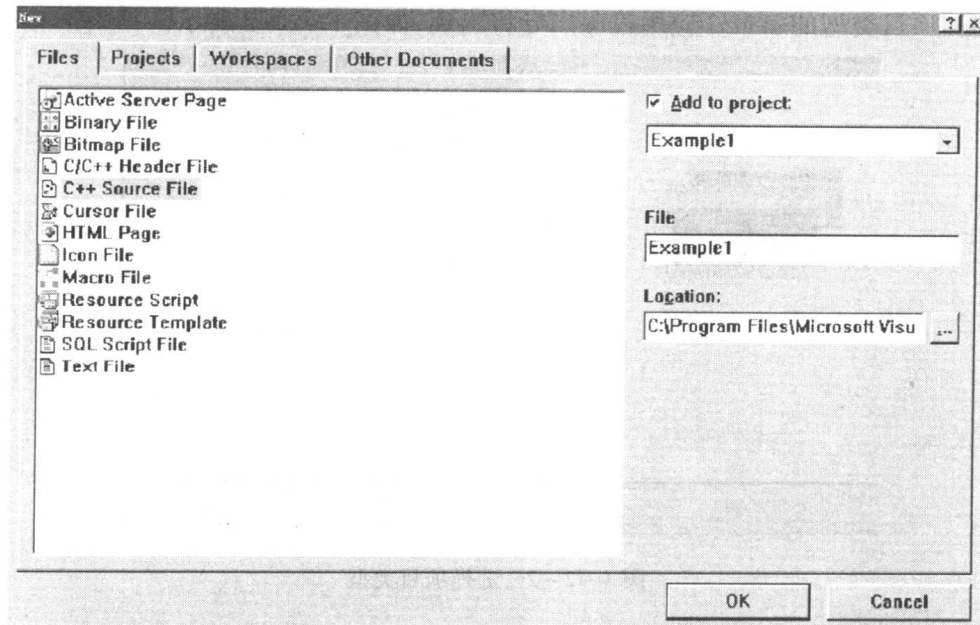 New
Files Projects Workspaces Other Documents
Active Server Page
Binary File
Bitmap File
C/C++ Header File
C++ Source File
Cursor File
HTML Page
Icon File
Macro File
Resource Script
Resource Template
SQL Script File
Text File
Add to project:
Example1
File
Example1
Location:
C:\Program Files\Microsoft Visu
...
OK
Cancel